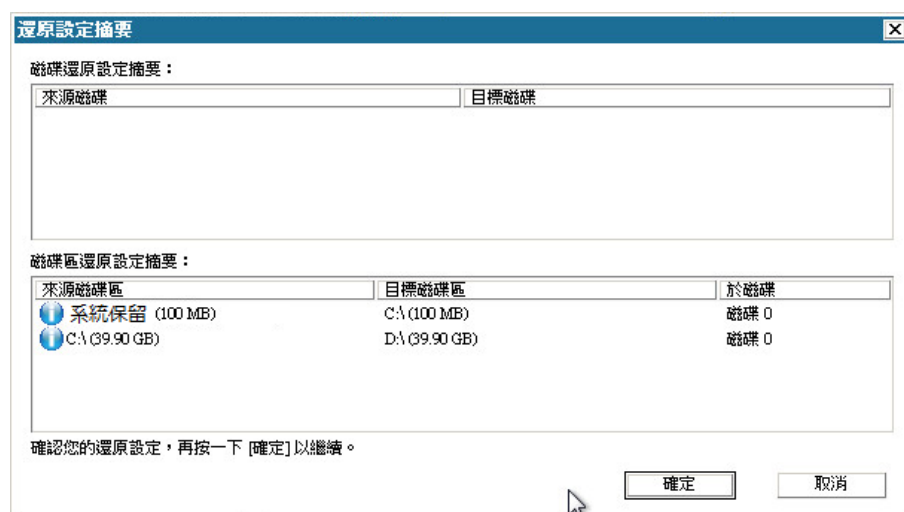 還原設定摘要
磁碟還原設定摘要：
來源磁碟 目標磁碟
磁碟區還原設定摘要：
來源磁碟區 目標磁碟區 於磁碟
系統保留 (100 MB) C:\ (100 MB) 磁碟 0
C:\ (39.90 GB) D:\ (39.90 GB) 磁碟 0
確認您的還原設定，再按一下 [確定] 以繼續。
確定 取消